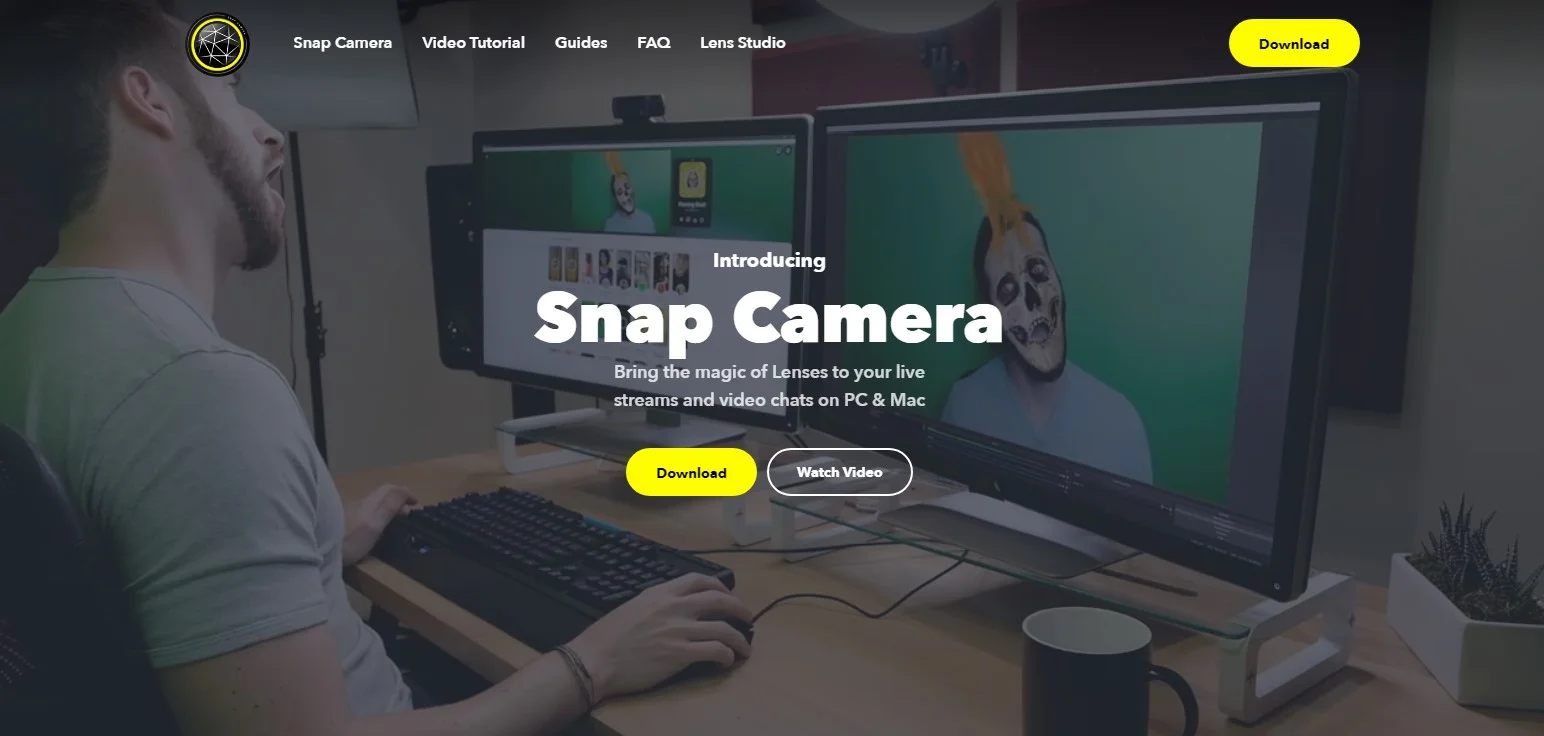 Snap Camera
Video Tutorial
Guides
FAQ
Lens Studio
Download
Introducing
Snap Camera
Bring the magic of Lenses to your live
streams and video chats on PC & Mac
Download
Watch Video